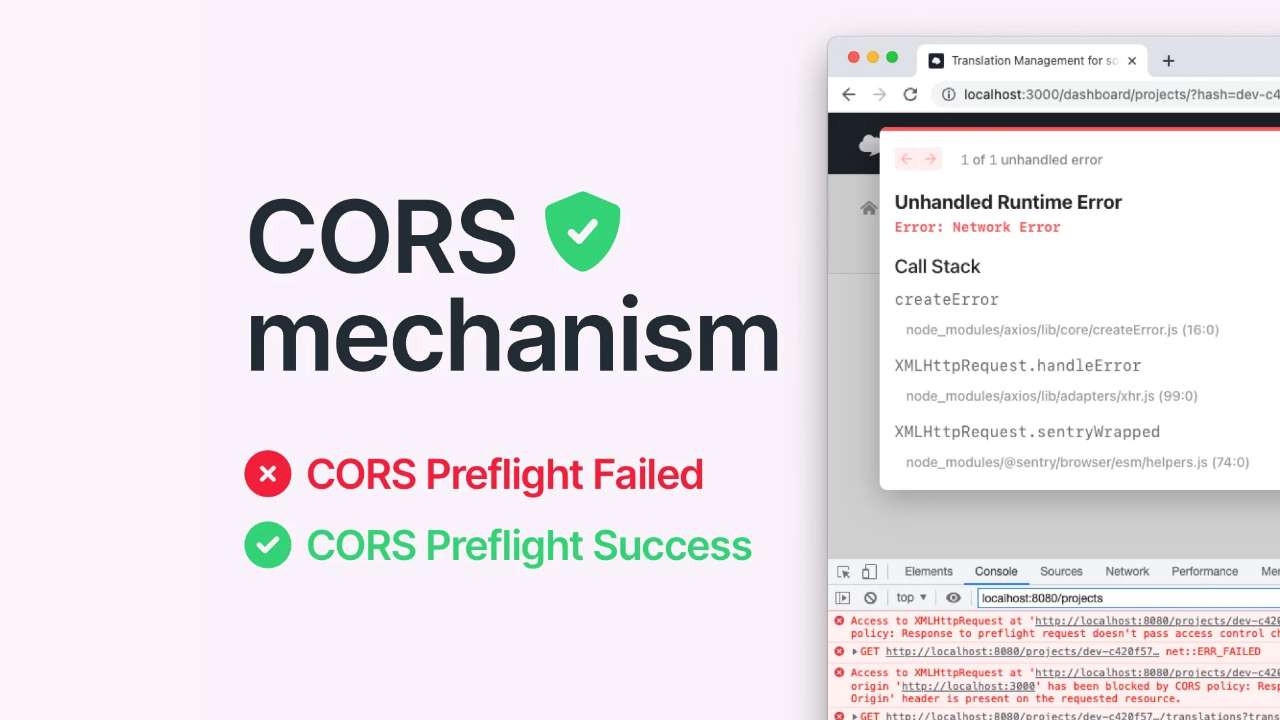 CORS
mechanism
CORS Preflight Failed
CORS Preflight Success
Translation Management for so
localhost:3000/dashboard/projects/?hash=dev-c4
1 of 1 unhandled error
Unhandled Runtime Error
Error: Network Error
Call Stack
createError
node_modules/axios/lib/core/createError.js (16:0)
XMLHttpRequest.handleError
node_modules/axios/lib/adapters/xhr.js (99:0)
XMLHttpRequest.sentryWrapped
node_modules/@sentry/browser/esm/helpers.js (74:0)
Elements Console Sources Network Performance Mer
top localhost:8080/projects
Access to XMLHttpRequest at 'http://localhost:8080/projects/dev-c420
policy: Response to preflight request doesn't pass access control ch
GET http://localhost:8080/projects/dev-c420f57… net::ERR_FAILED
Access to XMLHttpRequest at 'http://localhost:8080/projects/dev-c420
origin 'http://localhost:3000' has been blocked by CORS policy: Resp
Origin' header is present on the requested resource.
GET http://localhost:8080/projects/dev-c420f57…/translations?trans